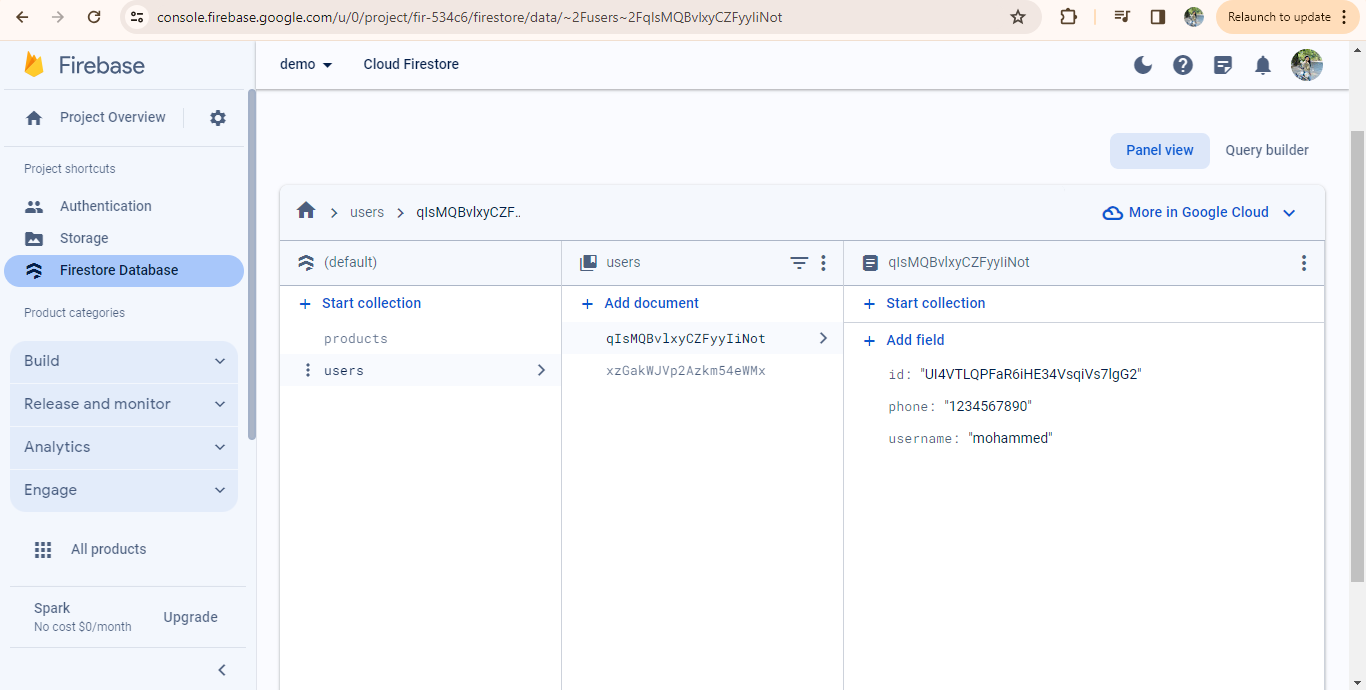 console.firebase.google.com/u/0/project/fir-534c6/firestore/data/~2Fusers~2FqIsMQBvlxyCZFyyIiNot
Relaunch to update
Firebase
demo
Cloud Firestore
Project Overview
Project shortcuts
Authentication
Storage
Firestore Database
Product categories
Build
Release and monitor
Analytics
Engage
All products
Spark
No cost $0/month
Upgrade
Panel view
Query builder
users
qIsMQBvlxyCZF..
More in Google Cloud
(default)
Start collection
products
users
users
Add document
qIsMQBvlxyCZFyyIiNot
xzGakWJVp2Azkm54eWMx
qIsMQBvlxyCZFyyIiNot
Start collection
Add field
id: "UI4VTLQPFaR6iHE34VsqiVs7lgG2"
phone: "1234567890"
username: "mohammed"